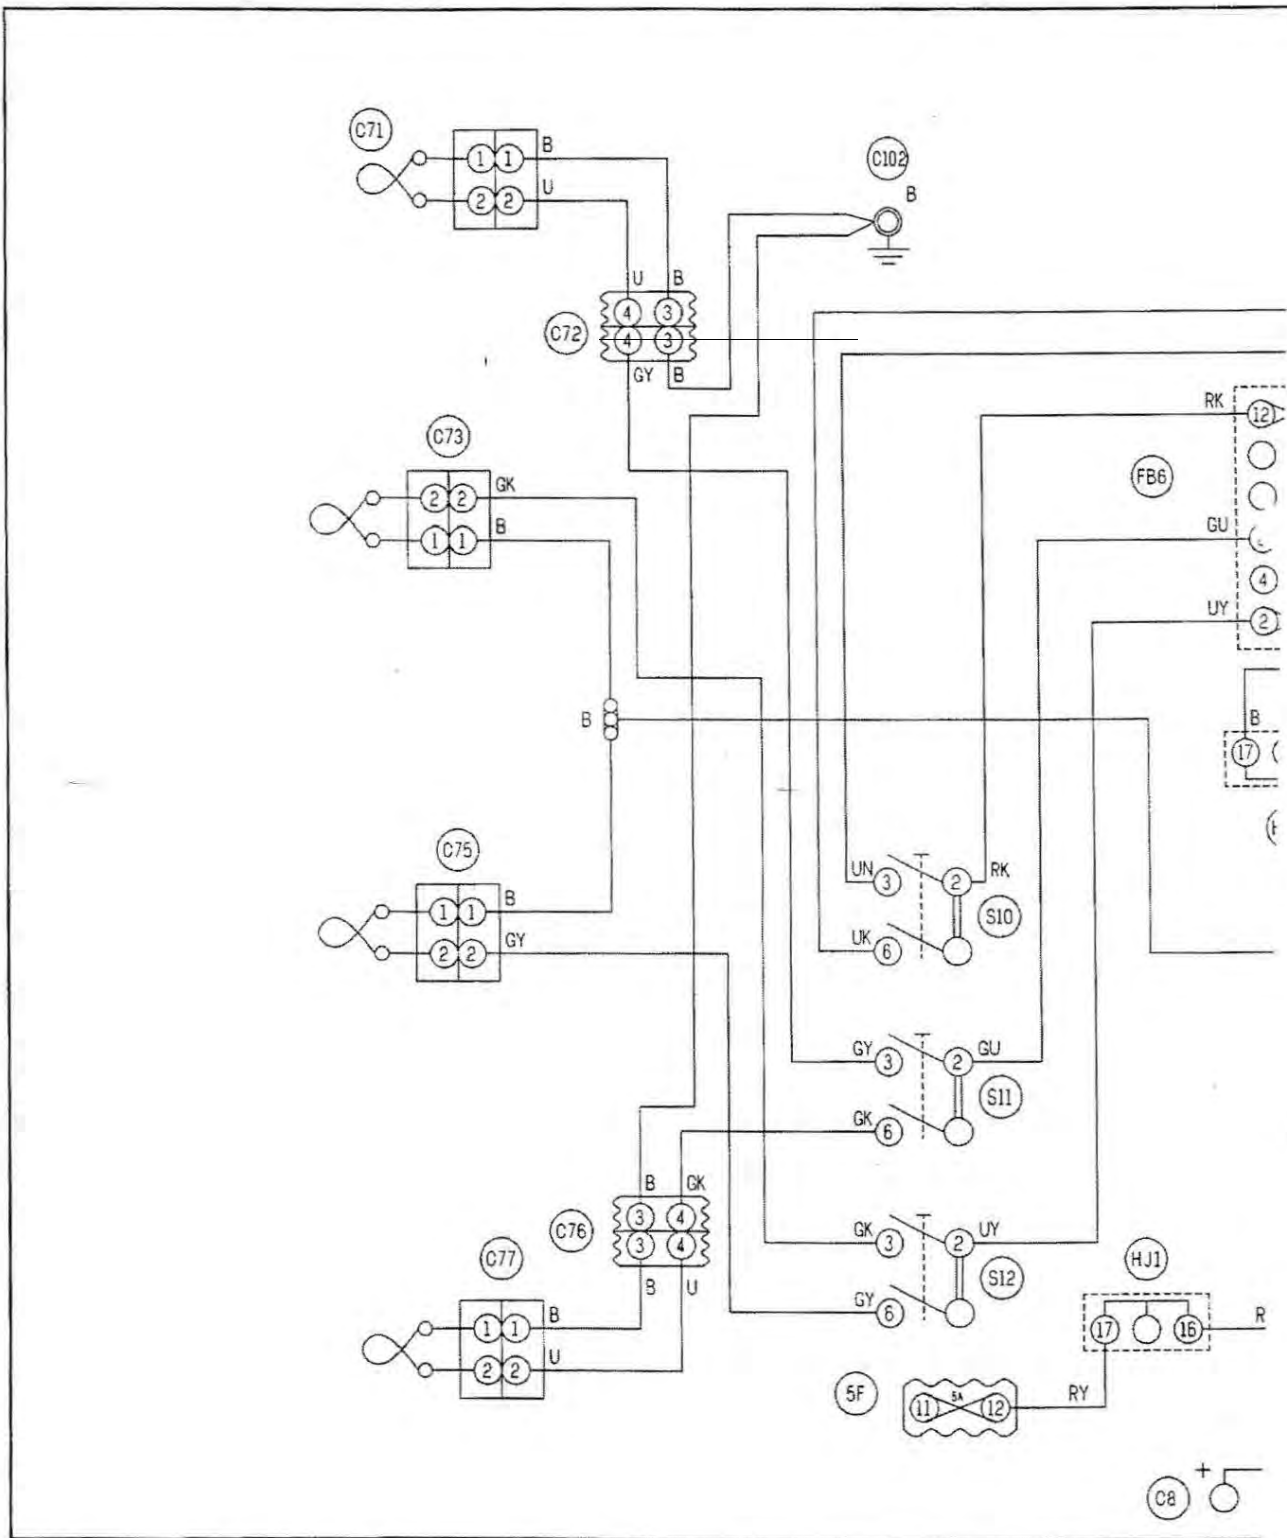 C71
1 1 B
2 2 U
C102
B
U B
4 3
C72
4 3
GY B
RK
12
C73
FB6
2 2 GK
1 1 B
GU
4
UY
2
B
B
17
C75
1 1 B
2 2 GY
UN 3 2 RK
S10
UK 6
GY 3 2 GU
S11
GK 6
B GK
3 4
C76
3 4
B U
GK 3 2 UY
S12
GY 6
HJ1
C77
1 1 B
2 2 U
17 16 R
5F
11 5A 12 RY
+
C8